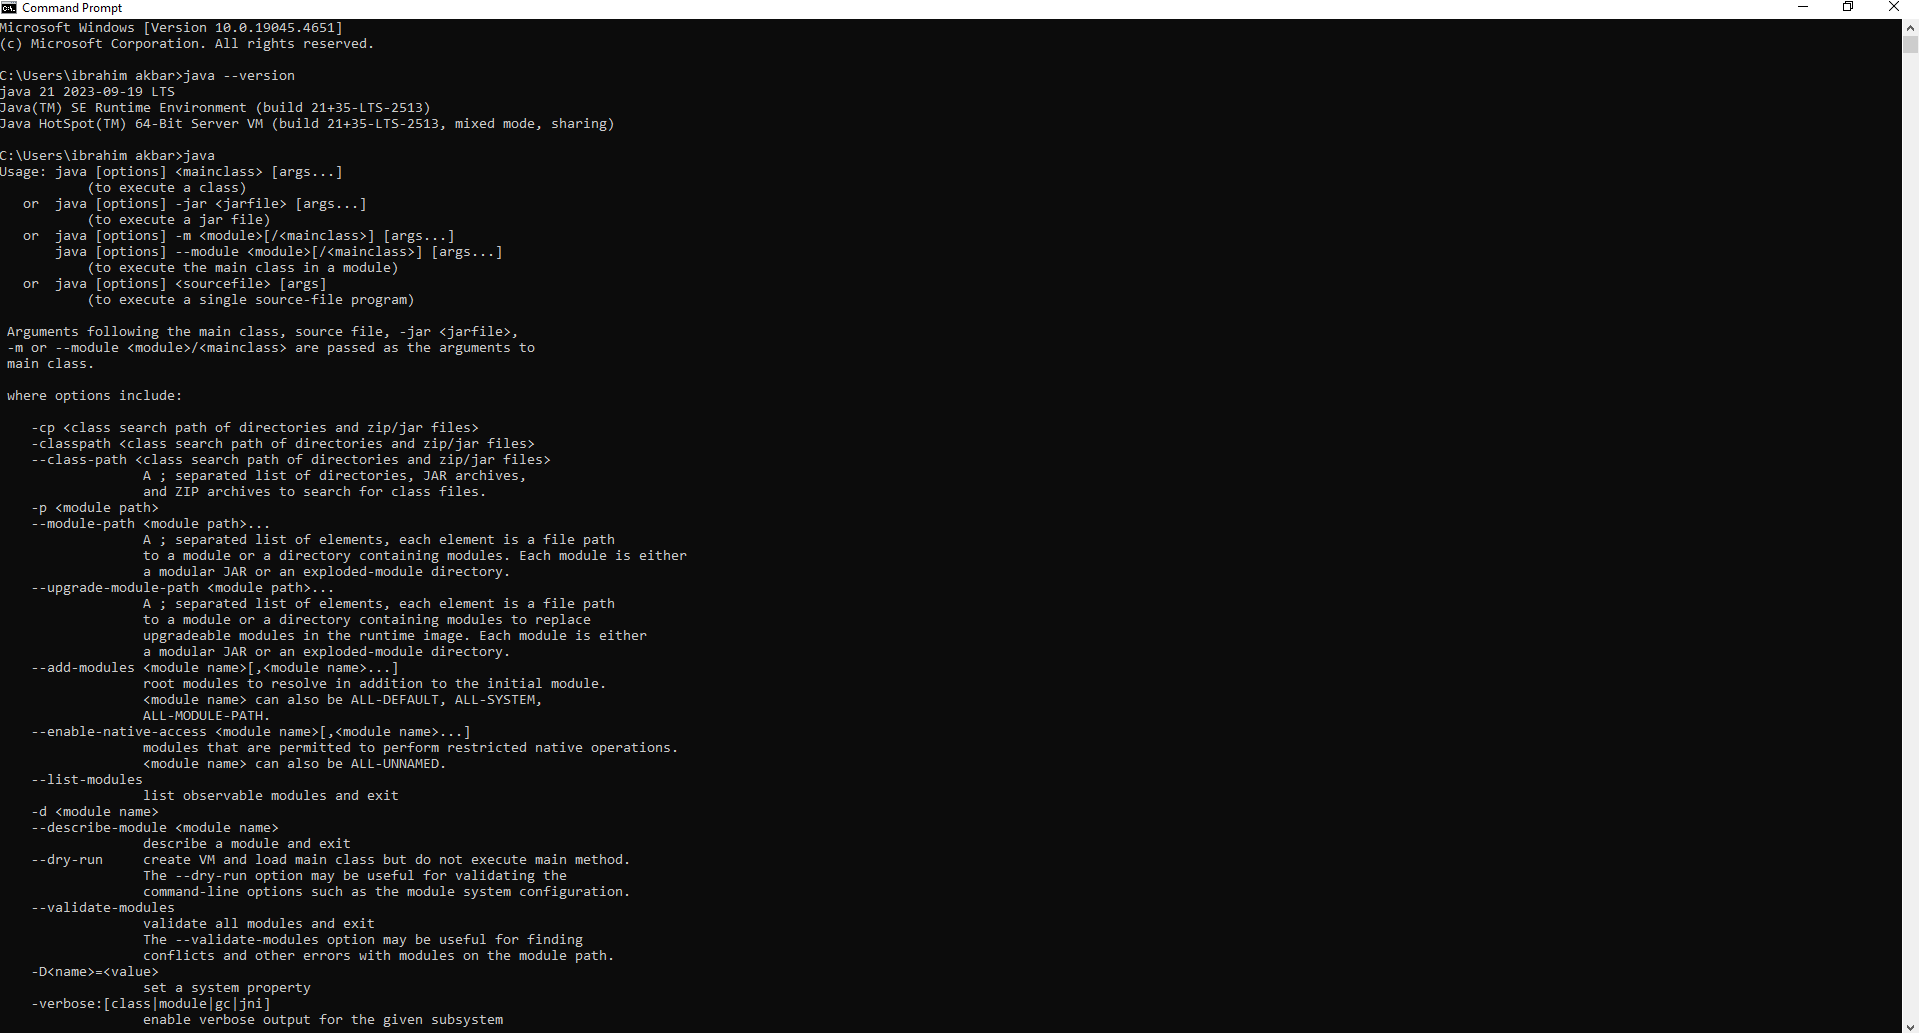 Command Prompt
Microsoft Windows [Version 10.0.19045.4651]
(c) Microsoft Corporation. All rights reserved.
C:\Users\ibrahim akbar>java --version
java 21 2023-09-19 LTS
Java(TM) SE Runtime Environment (build 21+35-LTS-2513)
Java HotSpot(TM) 64-Bit Server VM (build 21+35-LTS-2513, mixed mode, sharing)
C:\Users\ibrahim akbar>java
Usage: java [options] <mainclass> [args...]
(to execute a class)
or  java [options] -jar <jarfile> [args...]
(to execute a jar file)
or  java [options] -m <module>[/<mainclass>] [args...]
java [options] --module <module>[/<mainclass>] [args...]
(to execute the main class in a module)
or  java [options] <sourcefile> [args]
(to execute a single source-file program)
Arguments following the main class, source file, -jar <jarfile>,
-m or --module <module>/<mainclass> are passed as the arguments to
main class.
where options include:
-cp <class search path of directories and zip/jar files>
-classpath <class search path of directories and zip/jar files>
--class-path <class search path of directories and zip/jar files>
A ; separated list of directories, JAR archives,
and ZIP archives to search for class files.
-p <module path>
--module-path <module path>...
A ; separated list of elements, each element is a file path
to a module or a directory containing modules. Each module is either
a modular JAR or an exploded-module directory.
--upgrade-module-path <module path>...
A ; separated list of elements, each element is a file path
to a module or a directory containing modules to replace
upgradeable modules in the runtime image. Each module is either
a modular JAR or an exploded-module directory.
--add-modules <module name>[,<module name>...]
root modules to resolve in addition to the initial module.
<module name> can also be ALL-DEFAULT, ALL-SYSTEM,
ALL-MODULE-PATH.
--enable-native-access <module name>[,<module name>...]
modules that are permitted to perform restricted native operations.
<module name> can also be ALL-UNNAMED.
--list-modules
list observable modules and exit
-d <module name>
--describe-module <module name>
describe a module and exit
--dry-run     create VM and load main class but do not execute main method.
The --dry-run option may be useful for validating the
command-line options such as the module system configuration.
--validate-modules
validate all modules and exit
The --validate-modules option may be useful for finding
conflicts and other errors with modules on the module path.
-D<name>=<value>
set a system property
-verbose:[class|module|gc|jni]
enable verbose output for the given subsystem